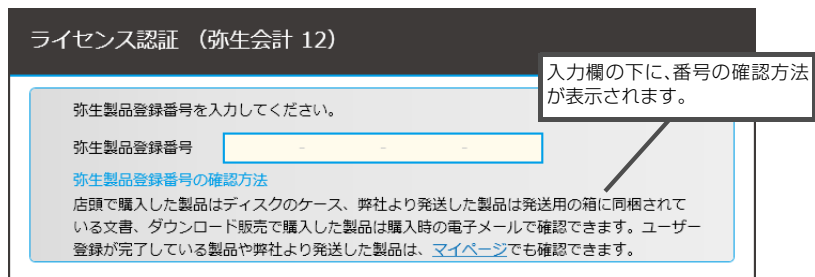 ライセンス認証 （弥生会計 12）
入力欄の下に、番号の確認方法
が表示されます。
弥生製品登録番号を入力してください。
弥生製品登録番号 - - -
弥生製品登録番号の確認方法
店頭で購入した製品はディスクのケース、弊社より発送した製品は発送用の箱に同梱されて
いる文書、ダウンロード販売で購入した製品は購入時の電子メールで確認できます。ユーザー
登録が完了している製品や弊社より発送した製品は、マイページでも確認できます。